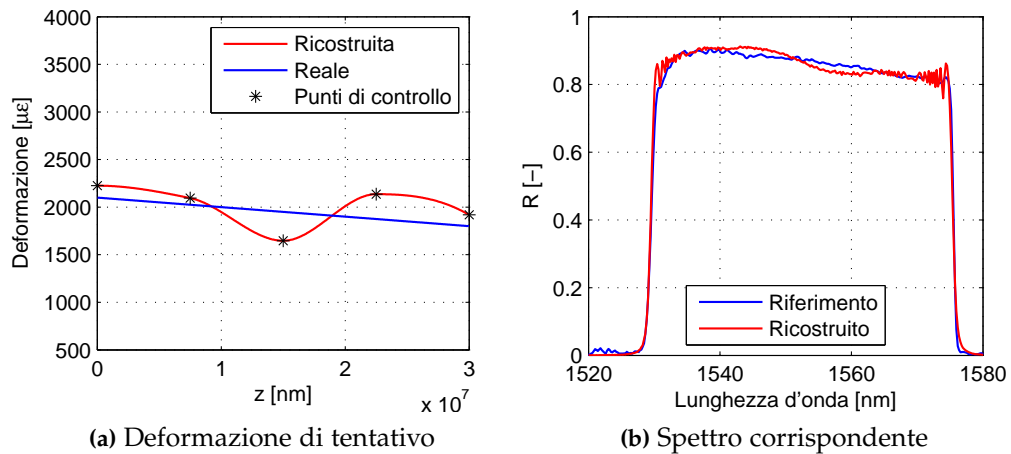 4000
3500
3000
2500
2000
1500
1000
500
Deformazione [με]
Ricostruita
Reale
Punti di controllo
0
1
2
3
x 10^7
z [nm]
(a) Deformazione di tentativo
1
0.8
0.6
0.4
0.2
0
R [−]
Riferimento
Ricostruito
1520
1540
1560
1580
Lunghezza d'onda [nm]
(b) Spettro corrispondente